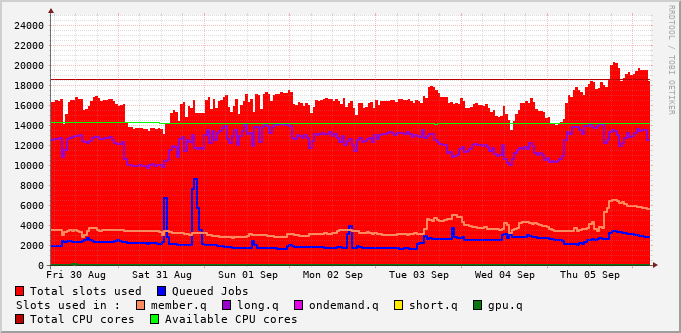 RRDTOOL / TOBI OETIKER
24000
22000
20000
18000
16000
14000
12000
10000
8000
6000
4000
2000
0
Fri 30 Aug Sat 31 Aug Sun 01 Sep Mon 02 Sep Tue 03 Sep Wed 04 Sep Thu 05 Sep
Total slots used Queued Jobs
Slots used in : member.q long.q ondemand.q short.q gpu.q
Total CPU cores Available CPU cores